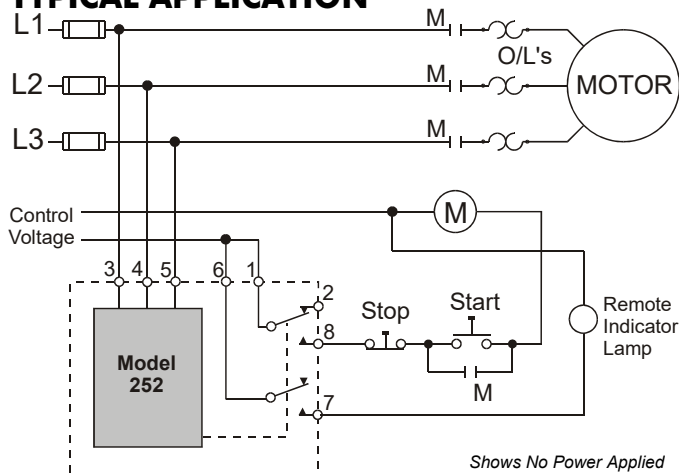 TYPICAL APPLICATION
L1
M
O/L's
L2
M
MOTOR
L3
M
Control
Voltage
M
3 4 5 6 1
2
Stop
Start
Remote
Indicator
Lamp
8
Model
252
M
7
Shows No Power Applied